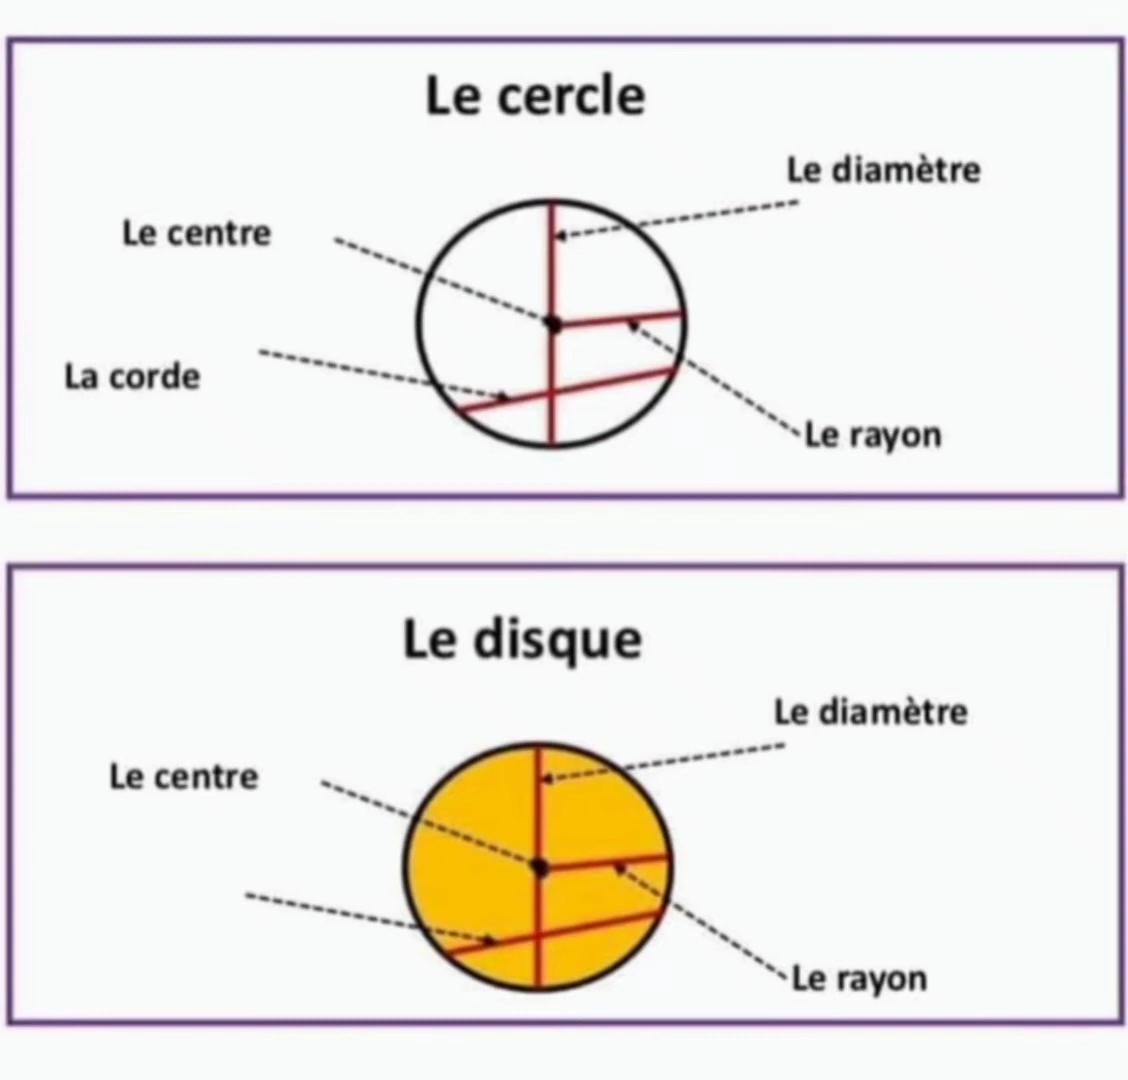 Le cercle
Le diamètre
Le centre
La corde
Le rayon
Le disque
Le diamètre
Le centre
Le rayon